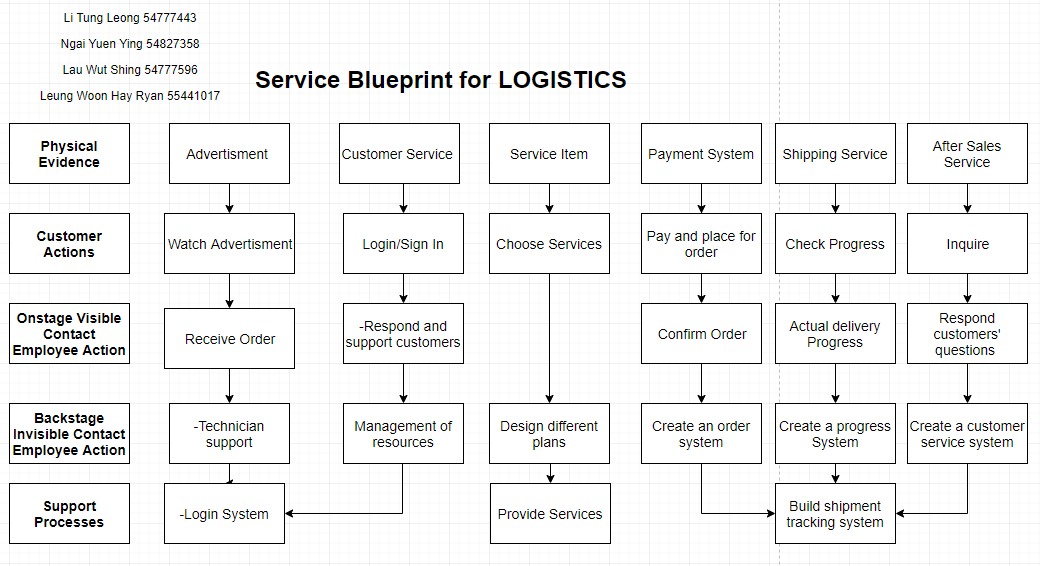 Li Tung Leong 54777443
Ngai Yuen Ying 54827358
Lau Wut Shing 54777596
Leung Woon Hay Ryan 55441017
Service Blueprint for LOGISTICS
Physical
Evidence
Advertisment
Customer Service
Service Item
Payment System
Shipping Service
After Sales
Service
Customer
Actions
Watch Advertisment
Login/Sign In
Choose Services
Pay and place for
order
Check Progress
Inquire
Onstage Visible
Contact
Employee Action
Receive Order
-Respond and
support customers
Confirm Order
Actual delivery
Progress
Respond
customers'
questions
Backstage
Invisible Contact
Employee Action
-Technician
support
Management of
resources
Design different
plans
Create an order
system
Create a progress
System
Create a customer
service system
Support
Processes
-Login System
Provide Services
Build shipment
tracking system